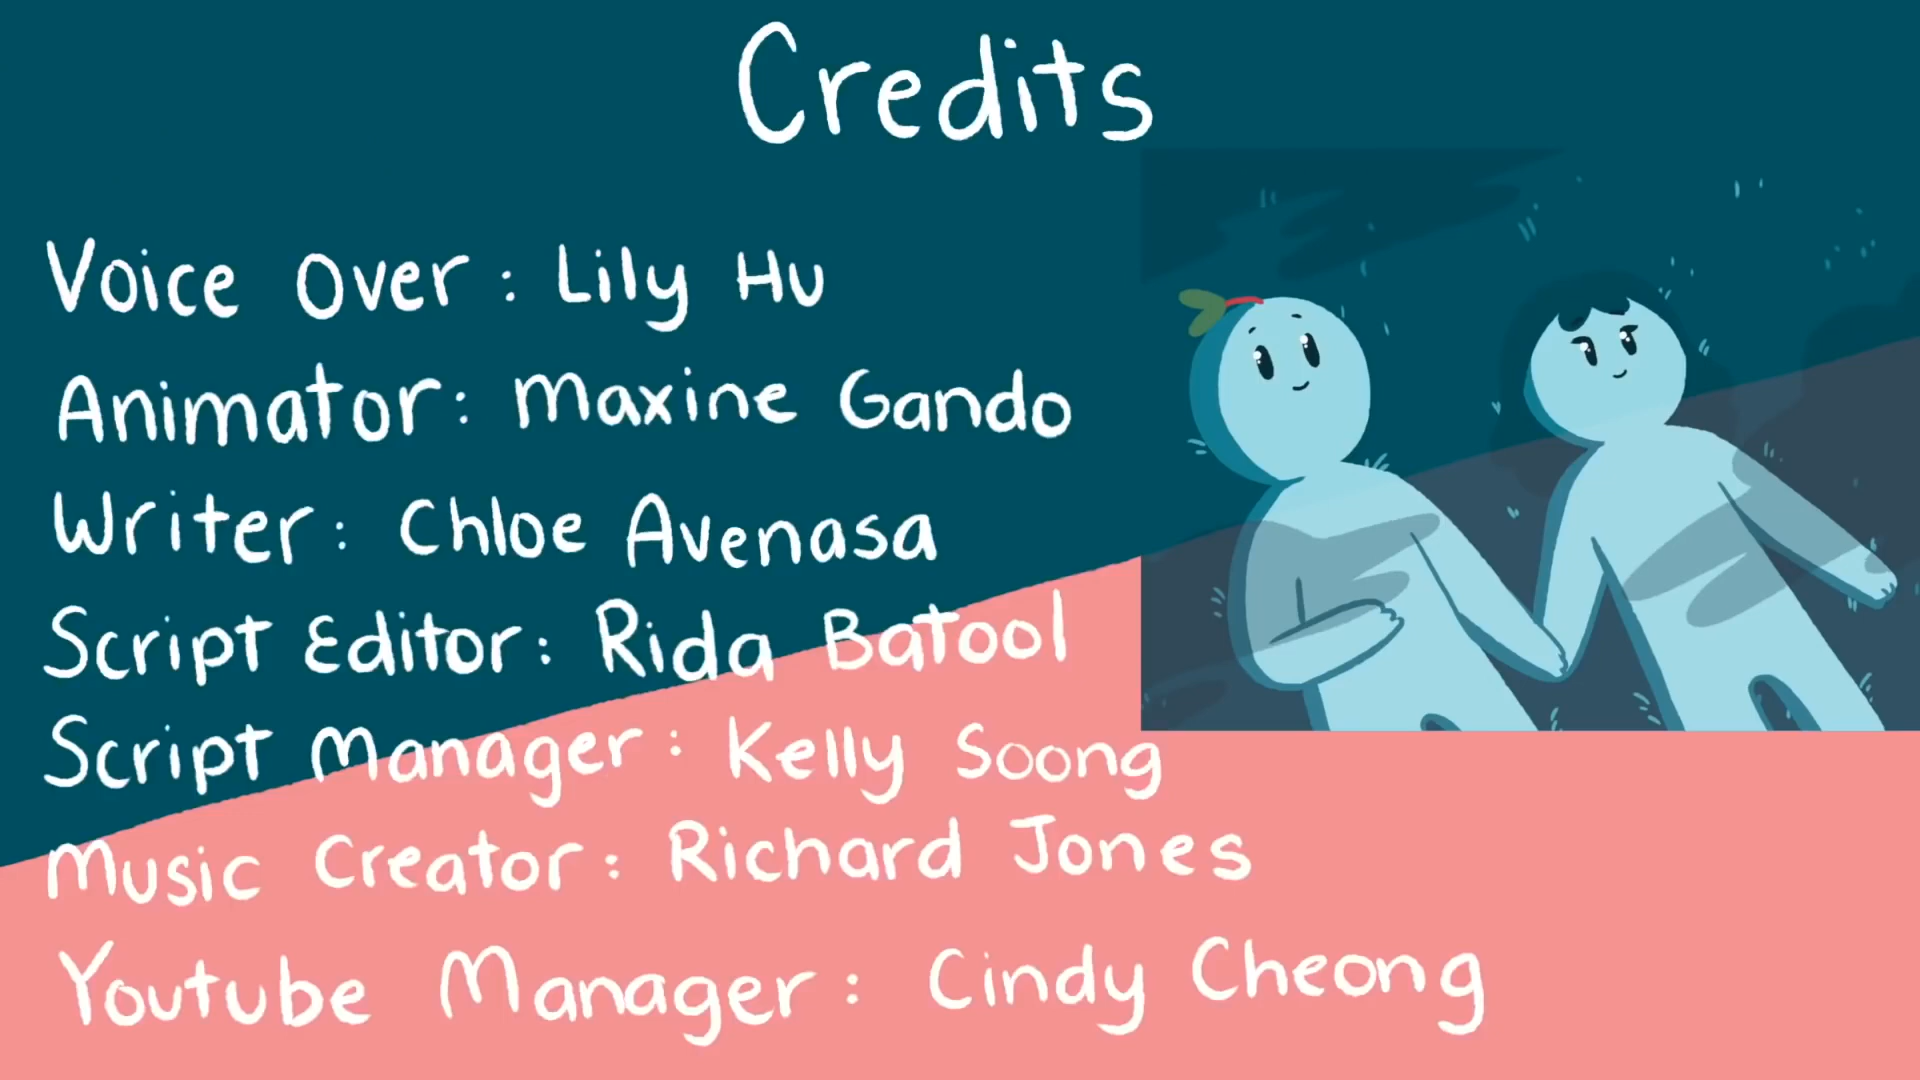 Credits
Voice Over: Lily Hu
Animator: Maxine Gando
Writer: Chloe Avenasa
Script Editor: Rida Batool
Script Manager: Kelly Soong
Music Creator: Richard Jones
Youtube Manager: Cindy Cheong